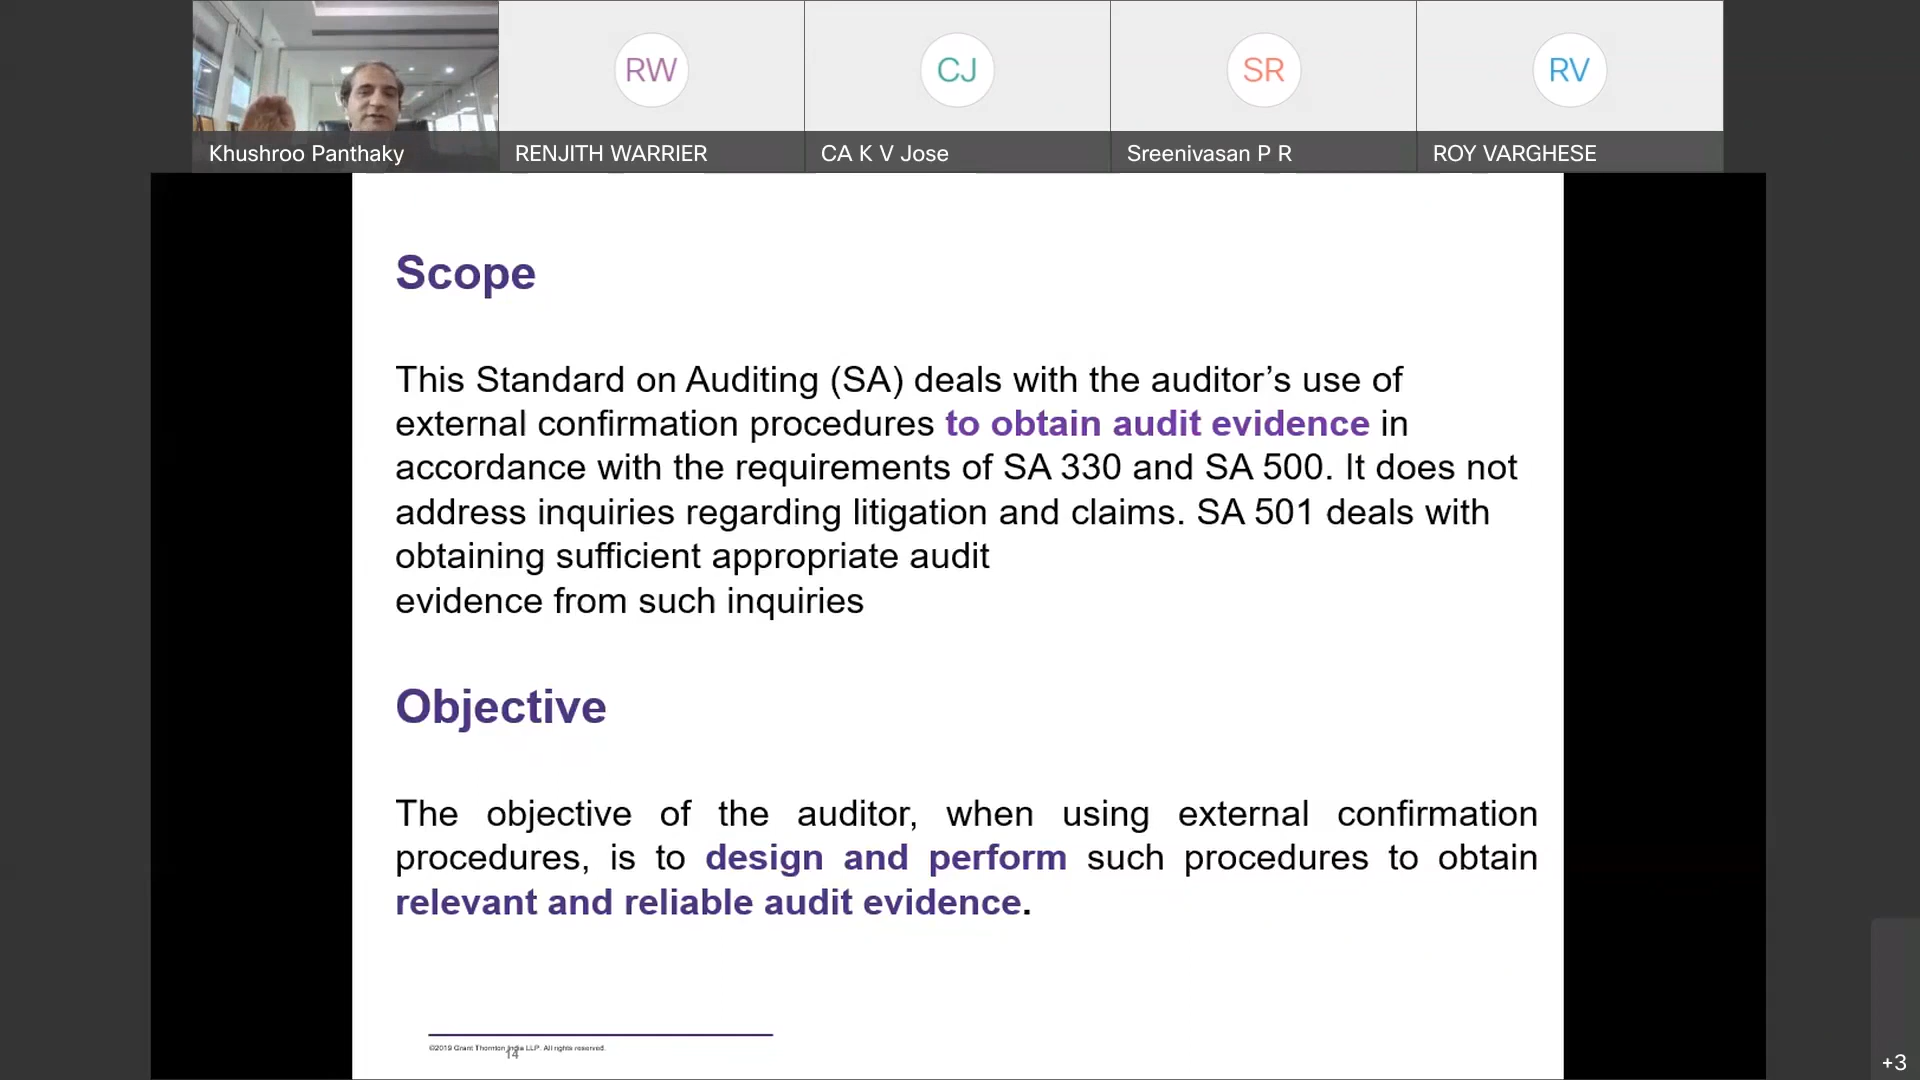 RW
CJ
SR
RV
Khushroo Panthaky
RENJITH WARRIER
CA K V Jose
Sreenivasan P R
ROY VARGHESE
Scope
This Standard on Auditing (SA) deals with the auditor’s use of
external confirmation procedures to obtain audit evidence in
accordance with the requirements of SA 330 and SA 500. It does not
address inquiries regarding litigation and claims. SA 501 deals with
obtaining sufficient appropriate audit
evidence from such inquiries
Objective
The objective of the auditor, when using external confirmation
procedures, is to design and perform such procedures to obtain
relevant and reliable audit evidence.
©2019 Grant Thornton India LLP. All rights reserved.
14
+3